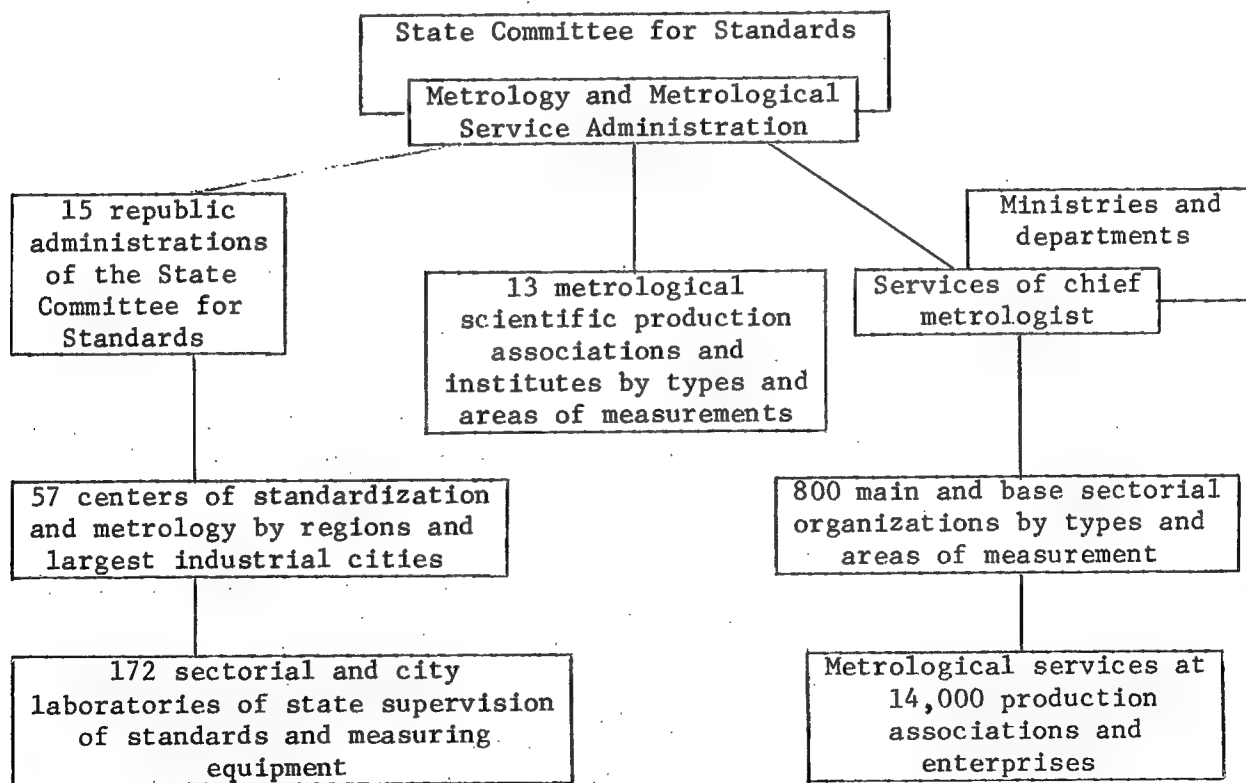 State Committee for Standards
Metrology and Metrological
Service Administration
15 republic
administrations
of the State
Committee for
Standards
13 metrological
scientific production
associations and
institutes by types and
areas of measurements
Ministries and
departments
Services of chief
metrologist
57 centers of standardization
and metrology by regions and
largest industrial cities
800 main and base sectorial
organizations by types and
areas of measurement
172 sectorial and city
laboratories of state supervision
of standards and measuring
equipment
Metrological services at
14,000 production
associations and
enterprises